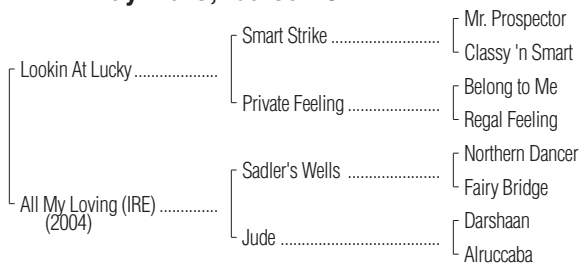 Mr. Prospector
Smart Strike ..........................
Classy 'n Smart
Lookin At Lucky ....................
Belong to Me
Private Feeling ......................
Regal Feeling
Northern Dancer
Sadler's Wells ......................
Fairy Bridge
All My Loving (IRE) ..............
(2004)
Darshaan
Jude ......................................
Alruccaba